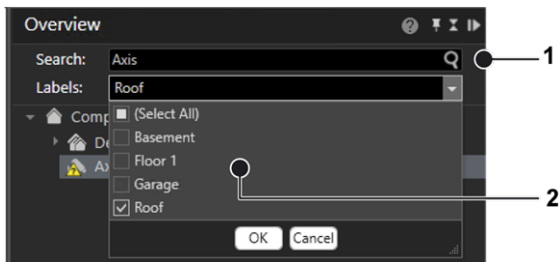 Overview
Search: Axis
1
Labels: Roof
Comp
(Select All)
De
Basement
Ax
Floor 1
Garage
2
Roof
OK Cancel